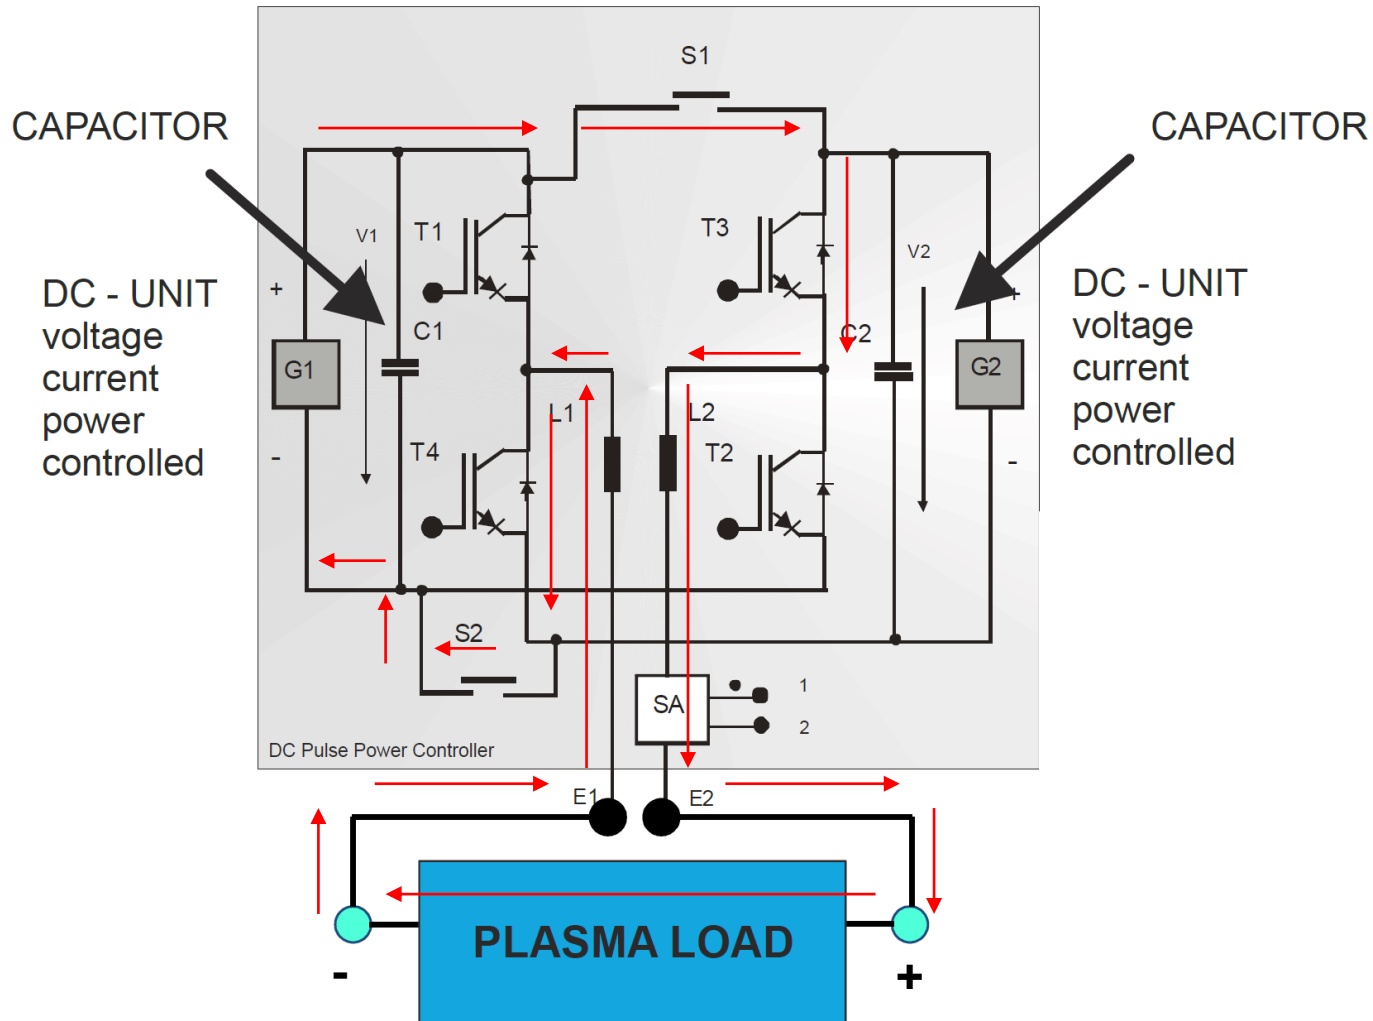 S1
CAPACITOR
CAPACITOR
T1
T3
V1
V2
DC - UNIT
voltage
current
power
controlled
+
C1
G1
-
+
C2
G2
-
DC - UNIT
voltage
current
power
controlled
L1
L2
T4
T2
S2
SA
1
2
DC Pulse Power Controller
E1
E2
PLASMA LOAD
-
+